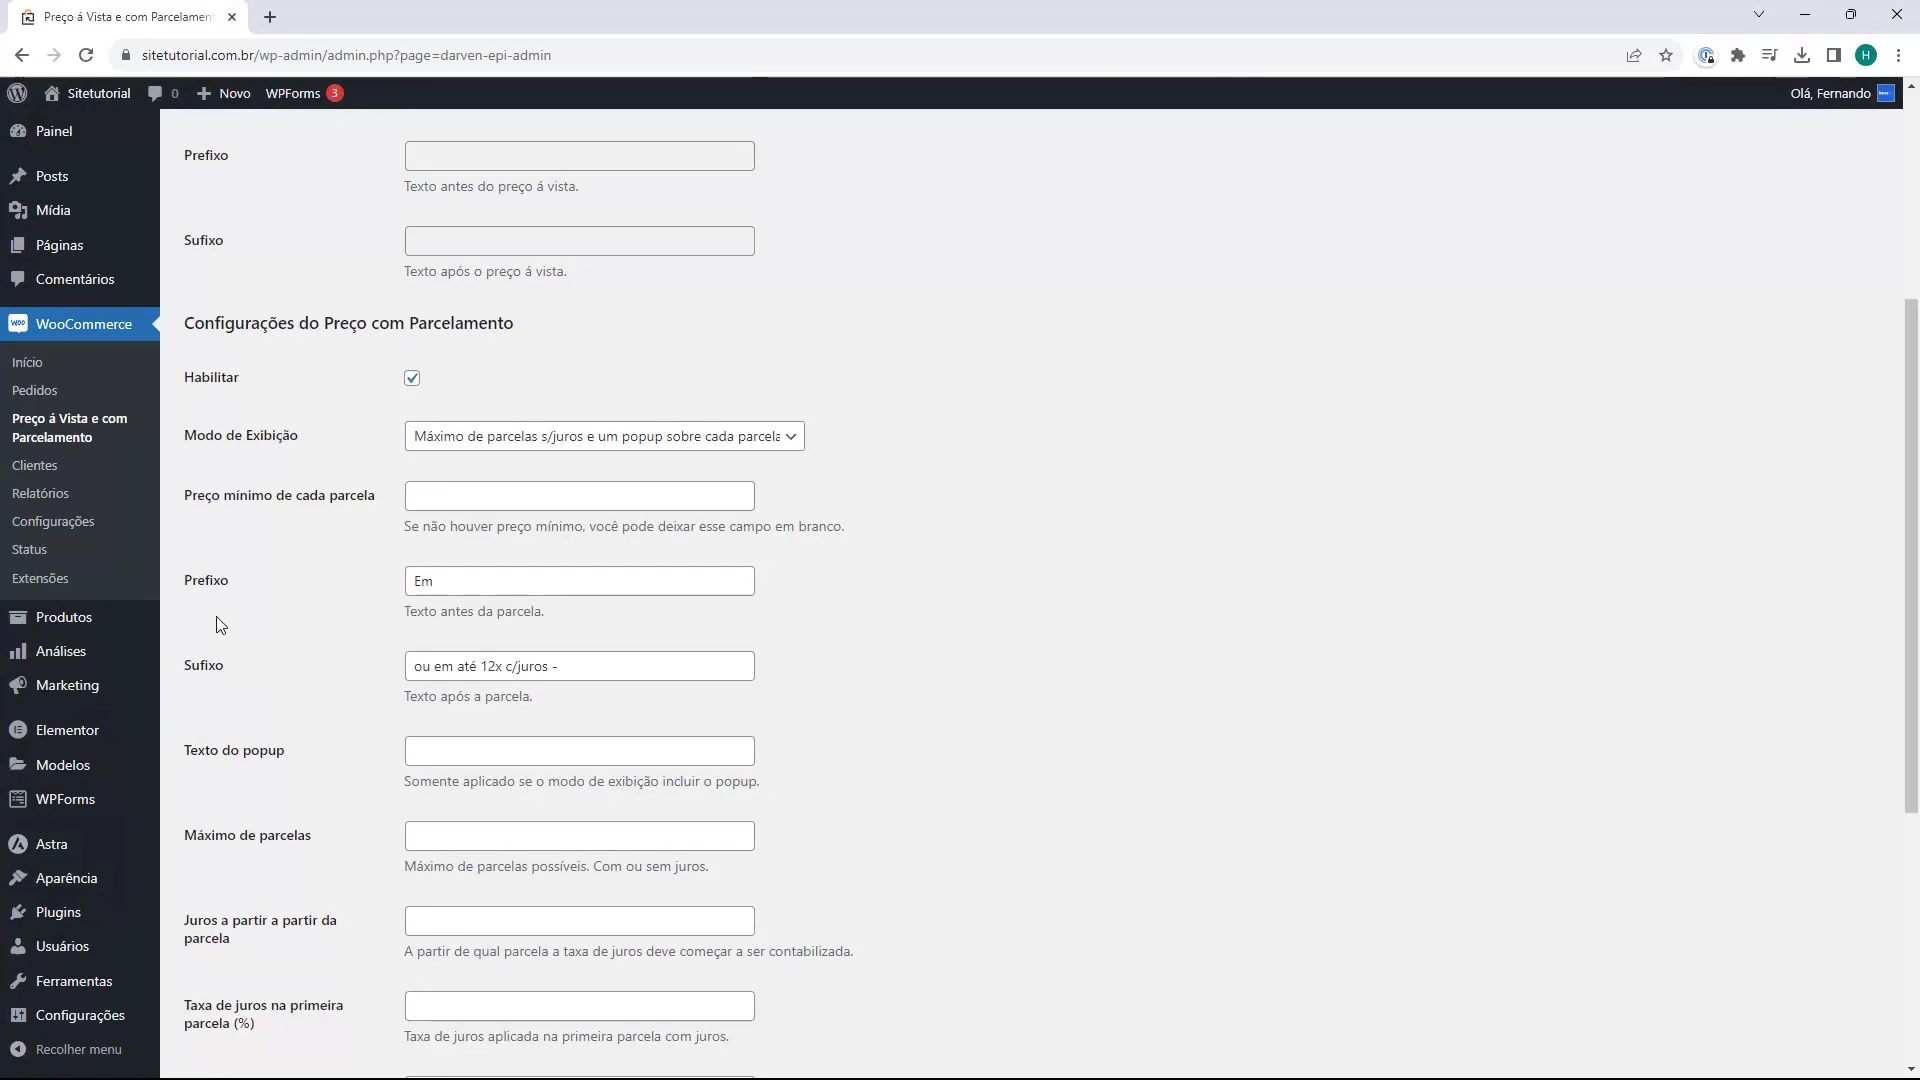 Preço á Vista e com Parcelamen
sitetutorial.com.br/wp-admin/admin.php?page=darven-epi-admin
H
Sitetutorial
0
Novo
WPForms
3
Olá, Fernando
Painel
Posts
Mídia
Páginas
Comentários
WooCommerce
Início
Pedidos
Preço á Vista e com
Parcelamento
Clientes
Relatórios
Configurações
Status
Extensões
Produtos
Análises
Marketing
Elementor
Modelos
WPForms
Astra
Aparência
Plugins
Usuários
Ferramentas
Configurações
Recolher menu
Prefixo
Texto antes do preço á vista.
Sufixo
Texto após o preço á vista.
Configurações do Preço com Parcelamento
Habilitar
Modo de Exibição
Máximo de parcelas s/juros e um popup sobre cada parcela
Preço mínimo de cada parcela
Se não houver preço mínimo, você pode deixar esse campo em branco.
Prefixo
Em
Texto antes da parcela.
Sufixo
ou em até 12x c/juros -
Texto após a parcela.
Texto do popup
Somente aplicado se o modo de exibição incluir o popup.
Máximo de parcelas
Máximo de parcelas possíveis. Com ou sem juros.
Juros a partir a partir da
parcela
A partir de qual parcela a taxa de juros deve começar a ser contabilizada.
Taxa de juros na primeira
parcela (%)
Taxa de juros aplicada na primeira parcela com juros.